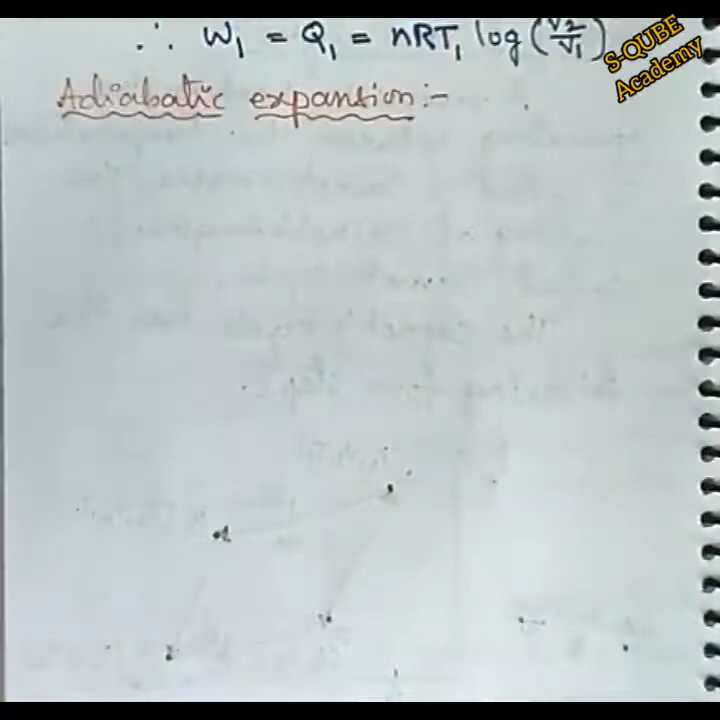 ∴ W₁ = Q₁ = nRT₁ log (V₂/V₁)
S-QUBE
Academy
Adiabatic expansion:-